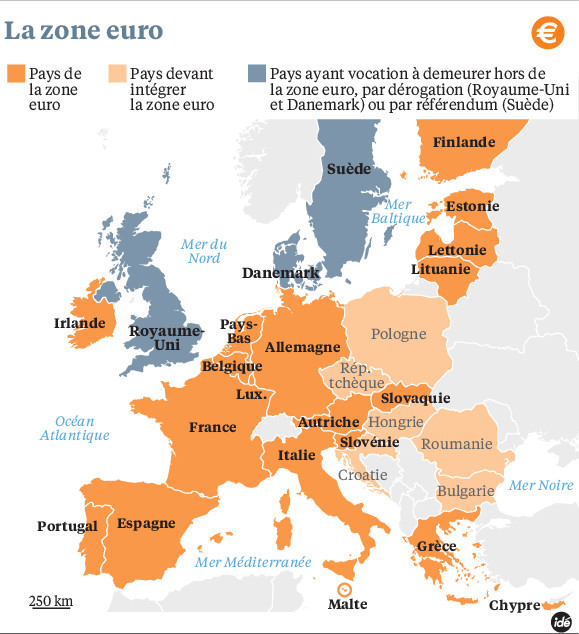 La zone euro
€
Pays de
la zone
euro
Pays devant
intégrer
la zone euro
Pays ayant vocation à demeurer hors de
la zone euro, par dérogation (Royaume-Uni
et Danemark) ou par référendum (Suède)
Finlande
Suède
Estonie
Mer
Baltique
Mer du
Nord
Lettonie
Danemark
Lituanie
Irlande
Royaume-
Uni
Pays-
Bas
Pologne
Allemagne
Belgique
Rép.
tchèque
Lux.
Slovaquie
Océan
Atlantique
France
Autriche
Hongrie
Slovénie
Roumanie
Italie
Croatie
Mer Noire
Bulgarie
Portugal
Espagne
Grèce
Mer Méditerranée
250 km
Malte
Chypre
idé